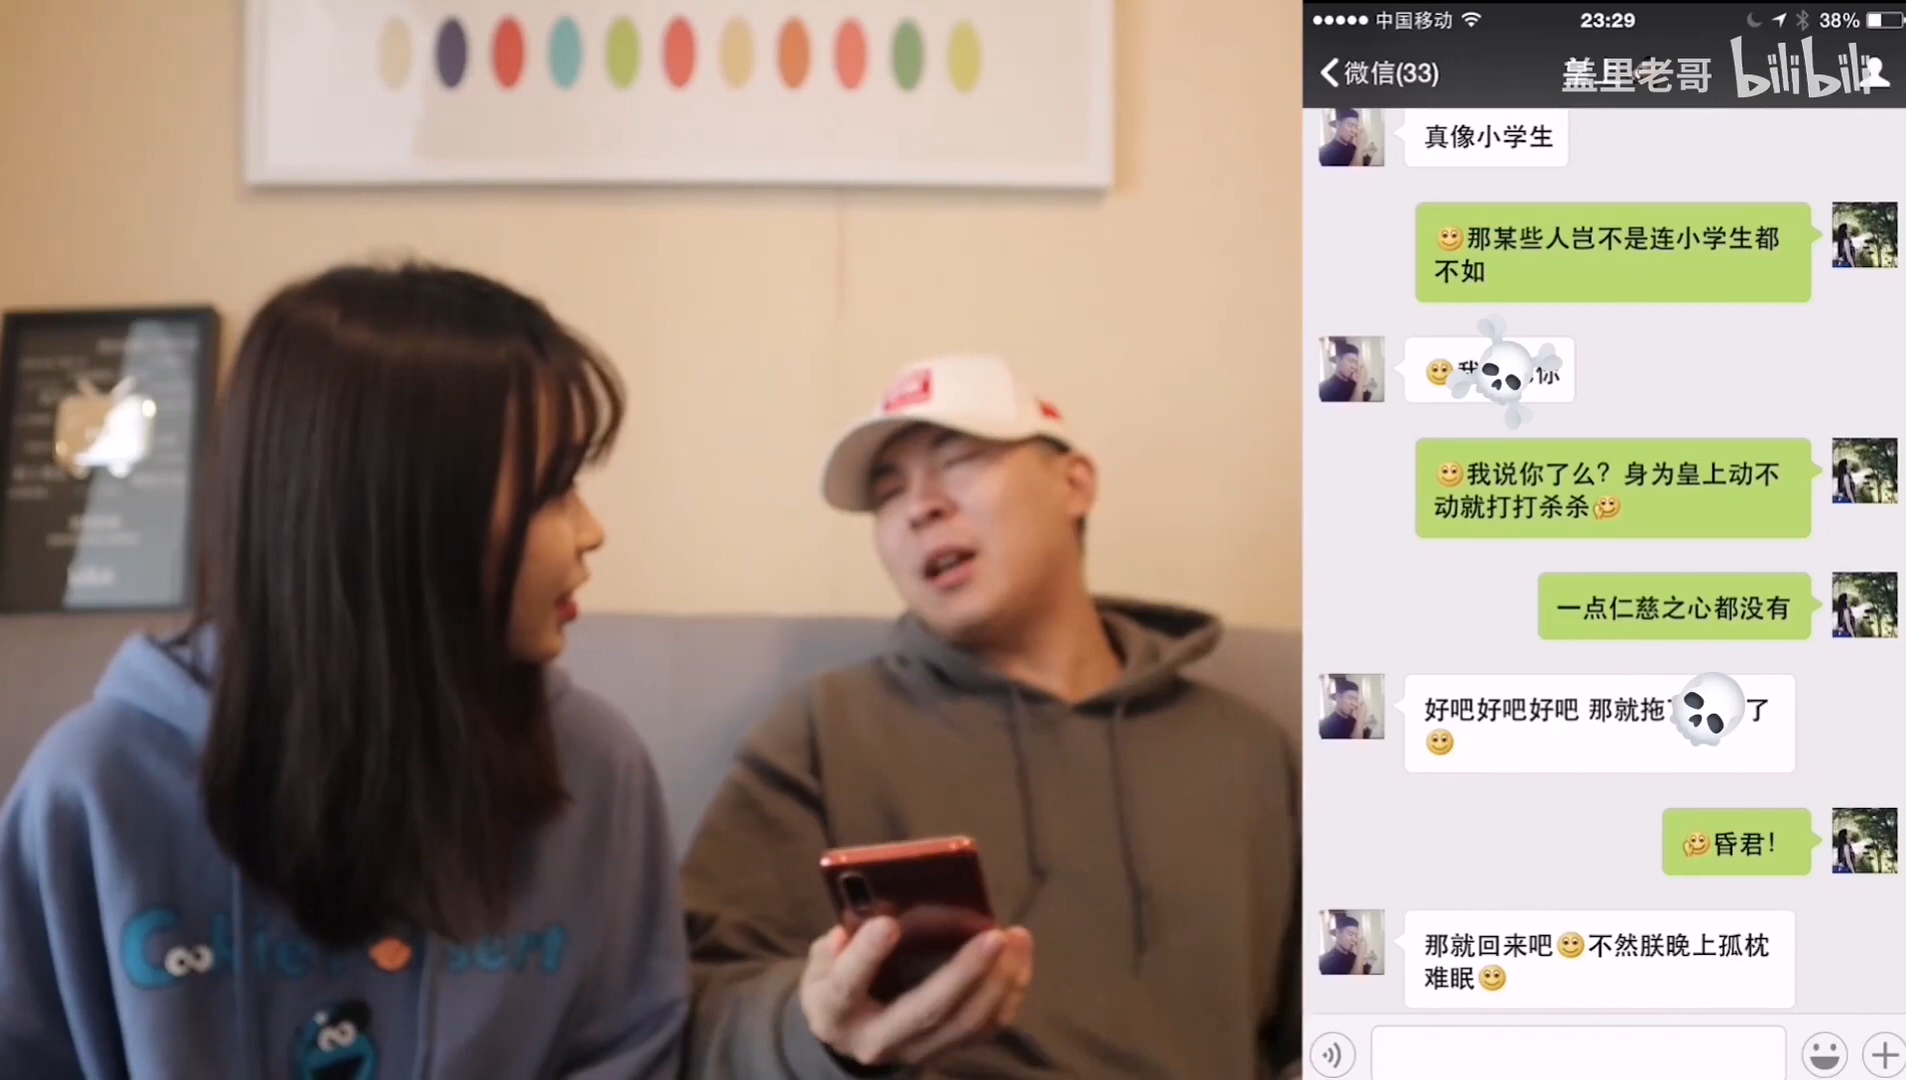 中国移动
23:29
38%
微信(33)
盖里老哥
bilibili
真像小学生
那某些人岂不是连小学生都
不如
你
我说你了么？身为皇上动不
动就打打杀杀
一点仁慈之心都没有
好吧好吧好吧 那就拖
了
昏君！
那就回来吧不然朕晚上孤枕
难眠